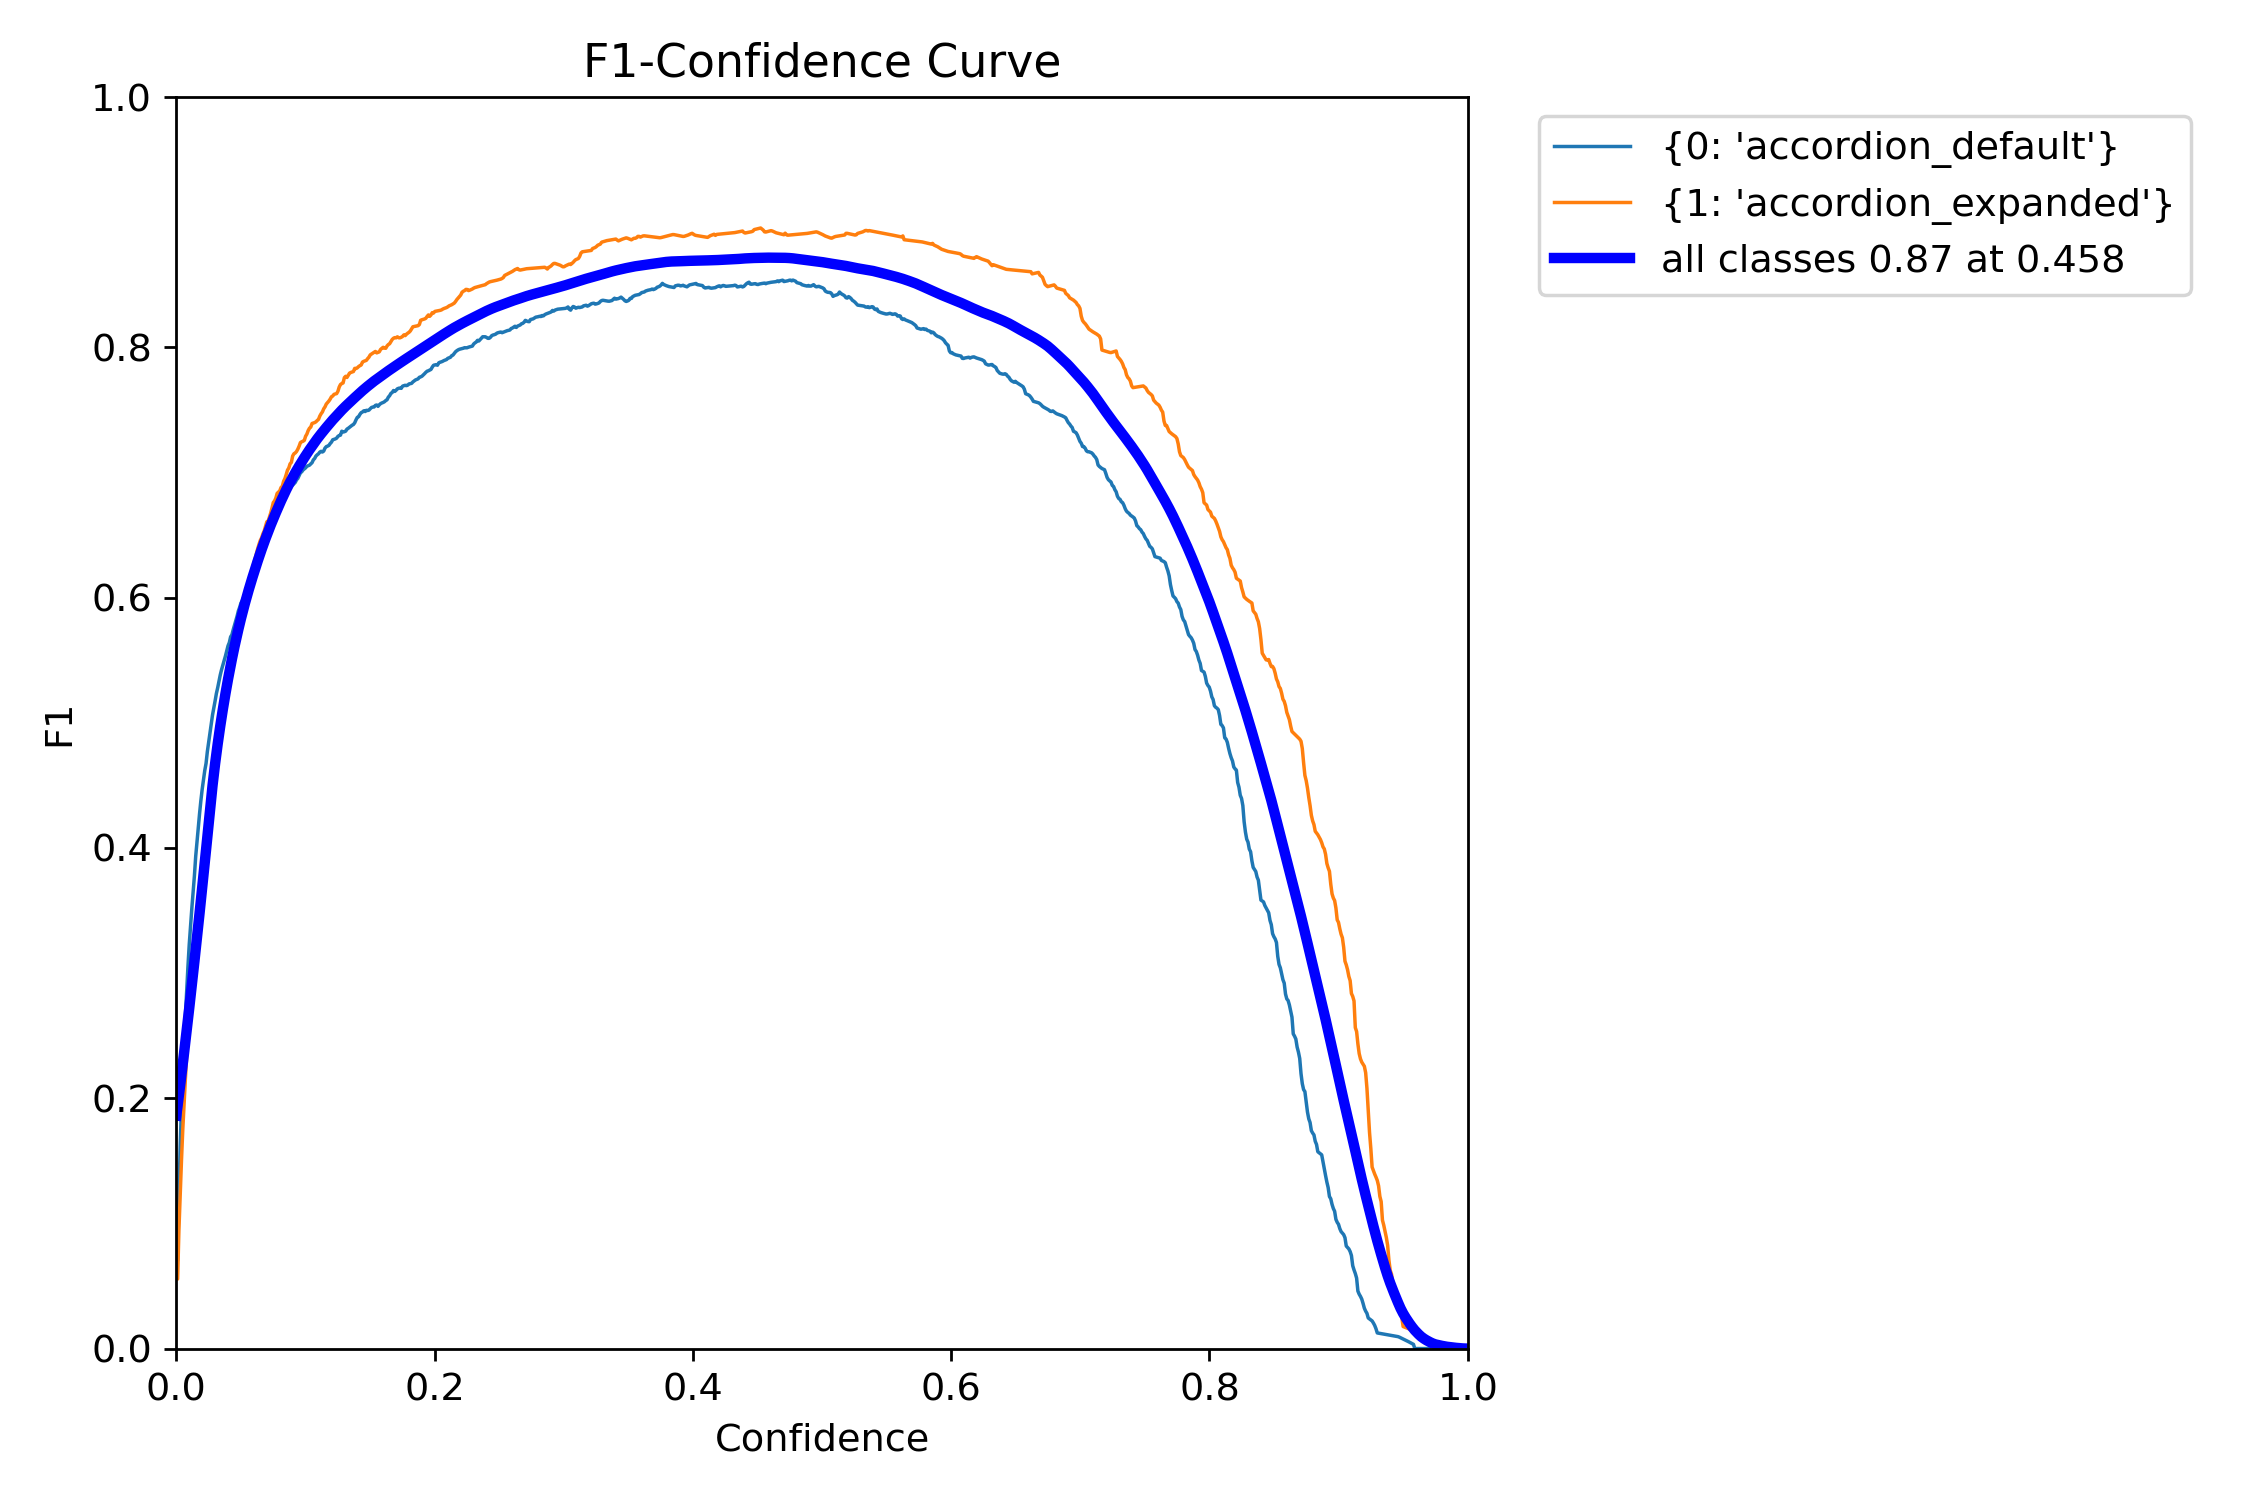 F1-Confidence Curve
{0: 'accordion_default'}
{1: 'accordion_expanded'}
all classes 0.87 at 0.458
1.0
0.8
0.6
0.4
0.2
0.0
F1
0.0 0.2 0.4 0.6 0.8 1.0
Confidence